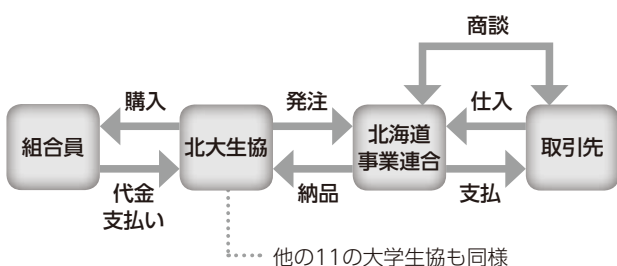 商談
購入
発注
仕入
組合員
北大生協
北海道
事業連合
取引先
代金
支払い
納品
支払
他の11の大学生協も同様